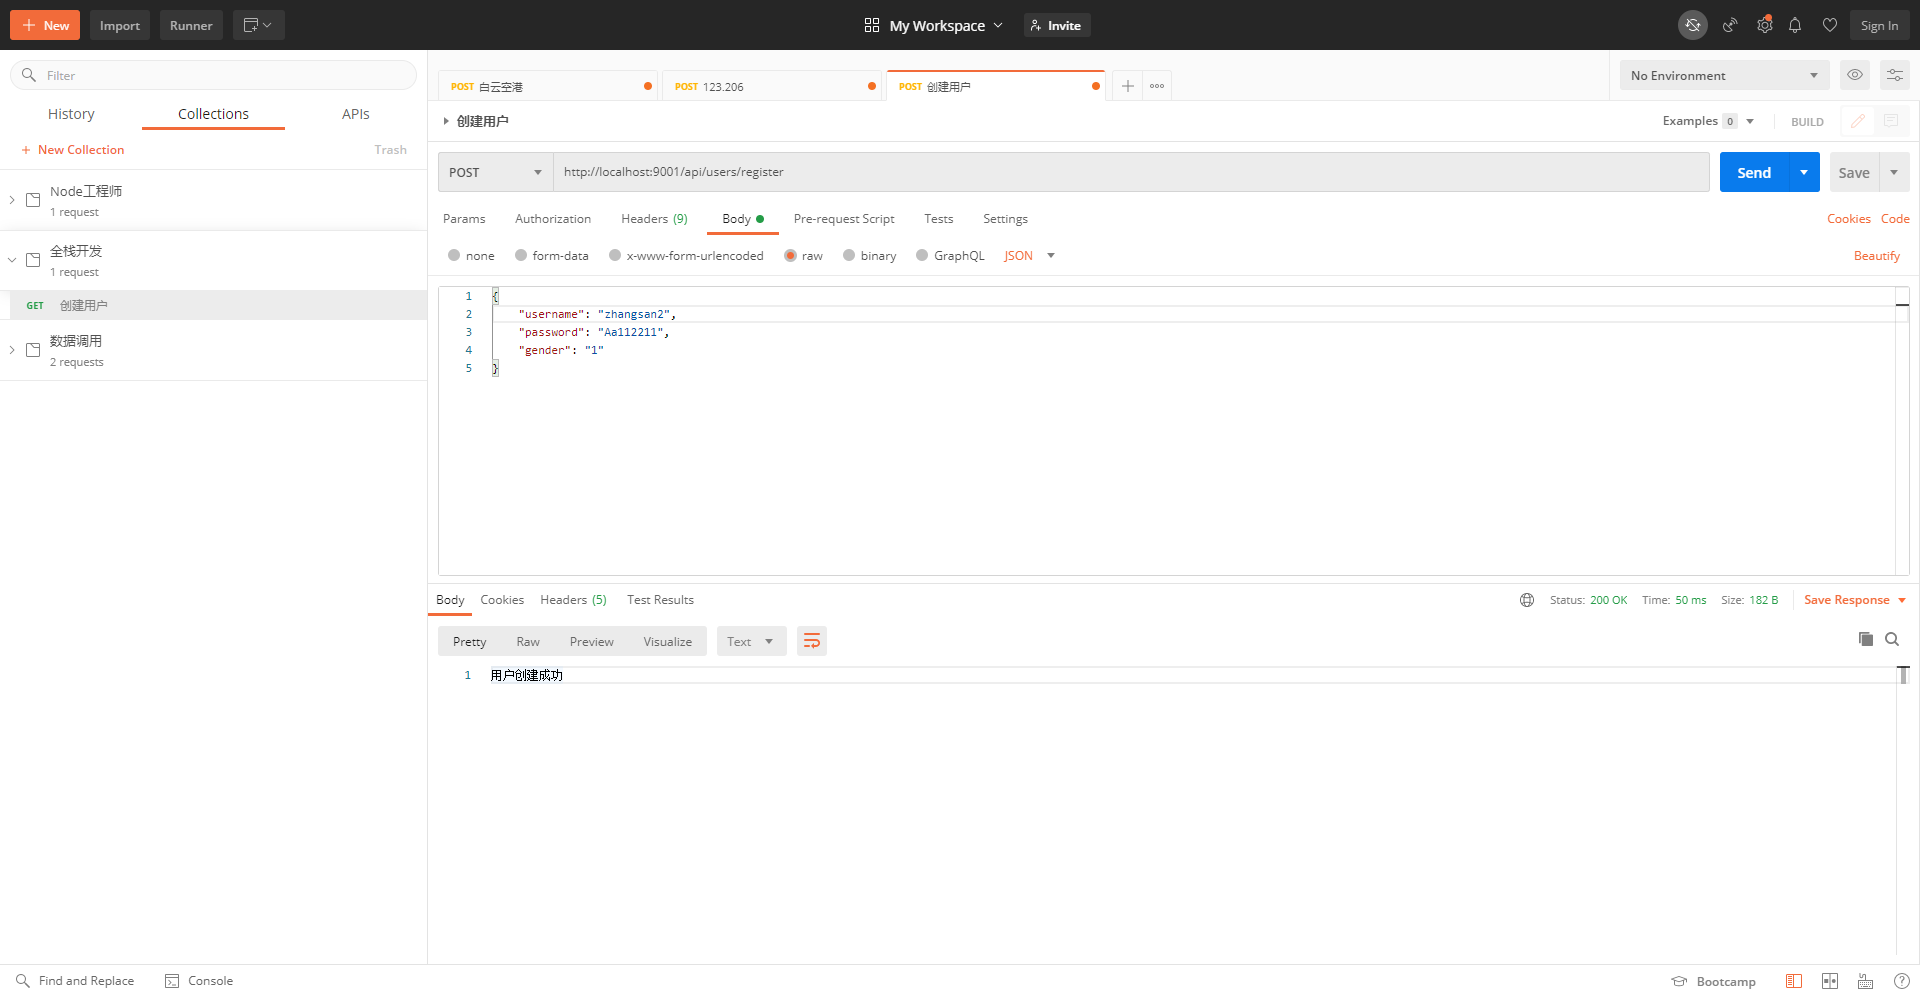 New Import Runner My Workspace Invite Sign In
Filter
History Collections APIs
New Collection Trash
Node工程师
1 request
全栈开发
1 request
GET 创建用户
数据调用
2 requests
POST 白云空港 POST 123.206 POST 创建用户
No Environment
创建用户 Examples 0 BUILD
POST http://localhost:9001/api/users/register Send Save
Params Authorization Headers (9) Body Pre-request Script Tests Settings Cookies Code
none form-data x-www-form-urlencoded raw binary GraphQL JSON Beautify
1 {
2 "username": "zhangsan2",
3 "password": "Aa112211",
4 "gender": "1"
5 }
Body Cookies Headers (5) Test Results Status: 200 OK Time: 50 ms Size: 182 B Save Response
Pretty Raw Preview Visualize Text
1 用户创建成功
Find and Replace Console Bootcamp